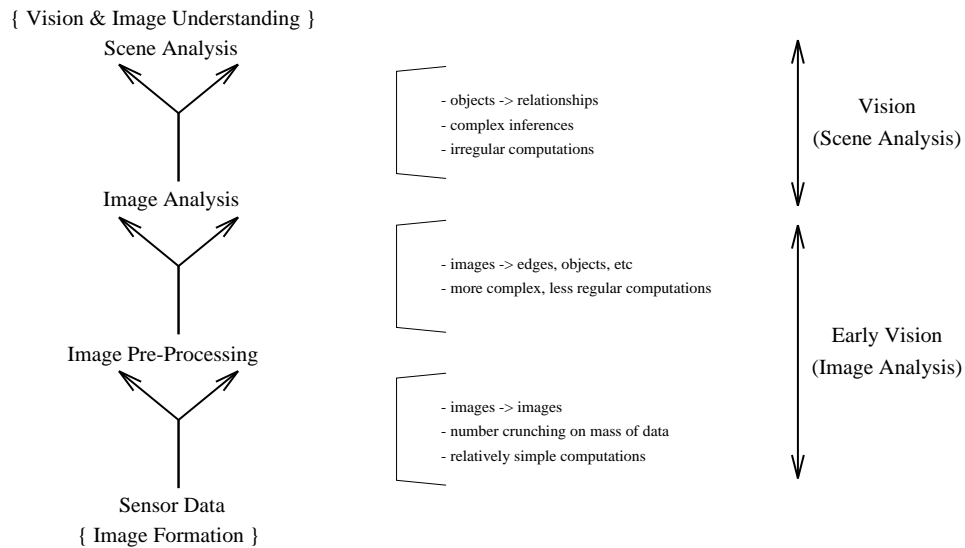 { Vision & Image Understanding }
Scene Analysis
- objects -> relationships
- complex inferences
- irregular computations
Vision
(Scene Analysis)
Image Analysis
- images -> edges, objects, etc
- more complex, less regular computations
Early Vision
(Image Analysis)
Image Pre-Processing
- images -> images
- number crunching on mass of data
- relatively simple computations
Sensor Data
{ Image Formation }